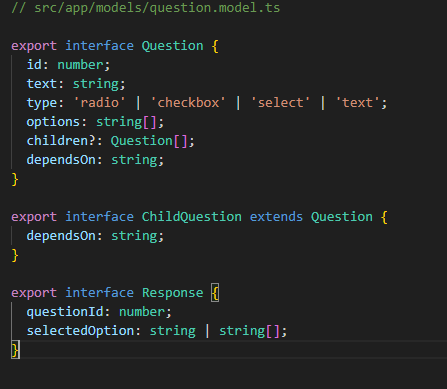 // src/app/models/question.model.ts

export interface Question {
  id: number;
  text: string;
  type: 'radio' | 'checkbox' | 'select' | 'text';
  options: string[];
  children?: Question[];
  dependsOn: string;
}

export interface ChildQuestion extends Question {
  dependsOn: string;
}

export interface Response {
  questionId: number;
  selectedOption: string | string[];
}